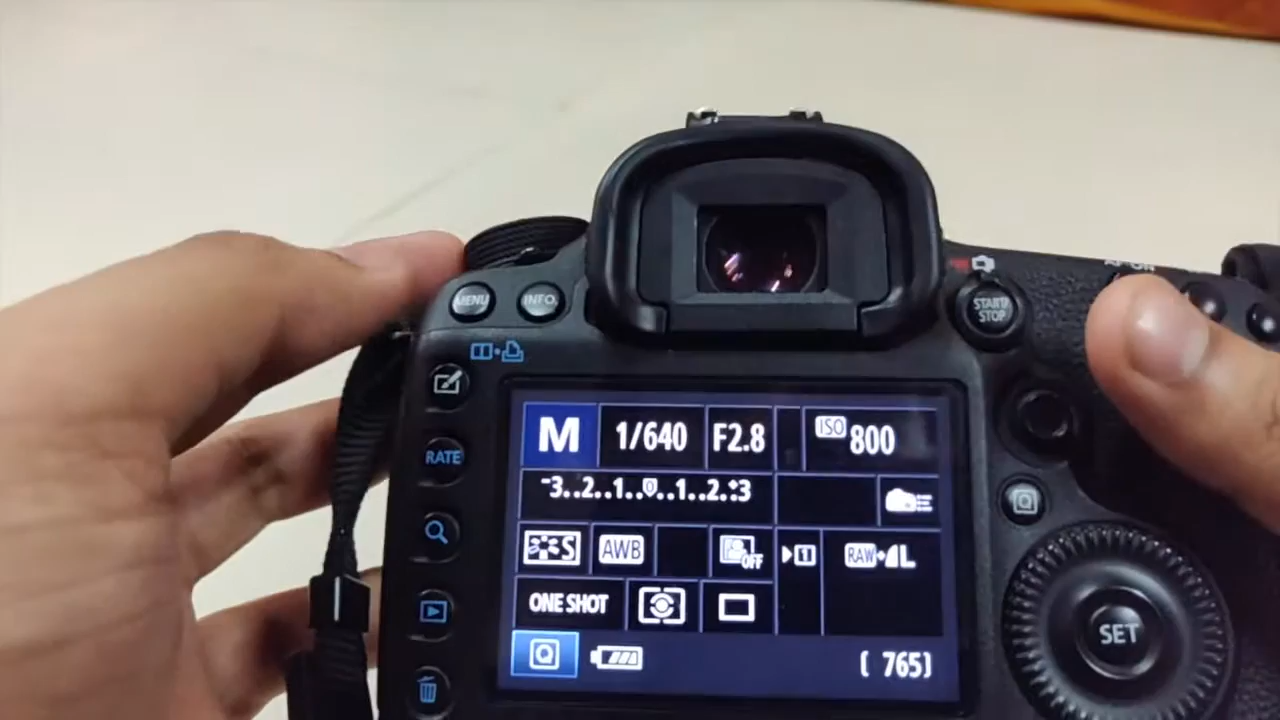 AF-ON
MENU INFO.
START/
STOP
M 1/640 F2.8 ISO 800
-3..2..1..0..1..2.+3
RATE
S AWB OFF 1 RAW+L
ONE SHOT
Q
SET
Q [ 765]